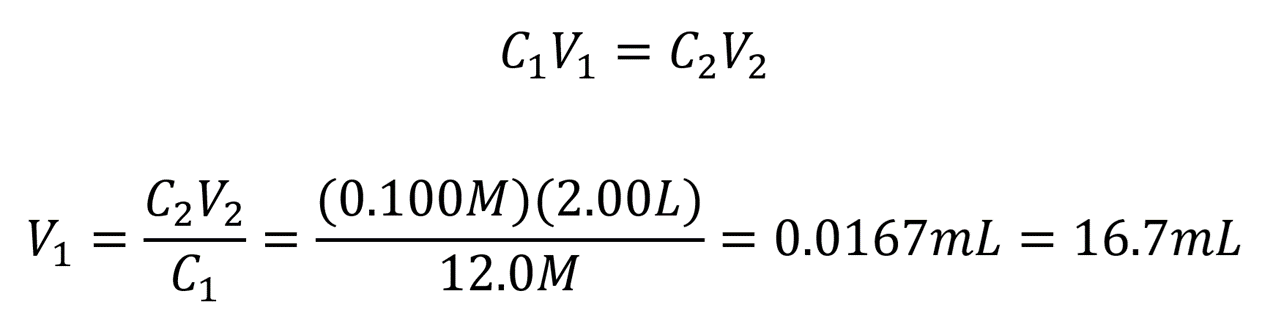 C₁V₁ = C₂V₂
V₁ = C₂V₂/C₁ = (0.100M)(2.00L)/12.0M = 0.0167mL = 16.7mL